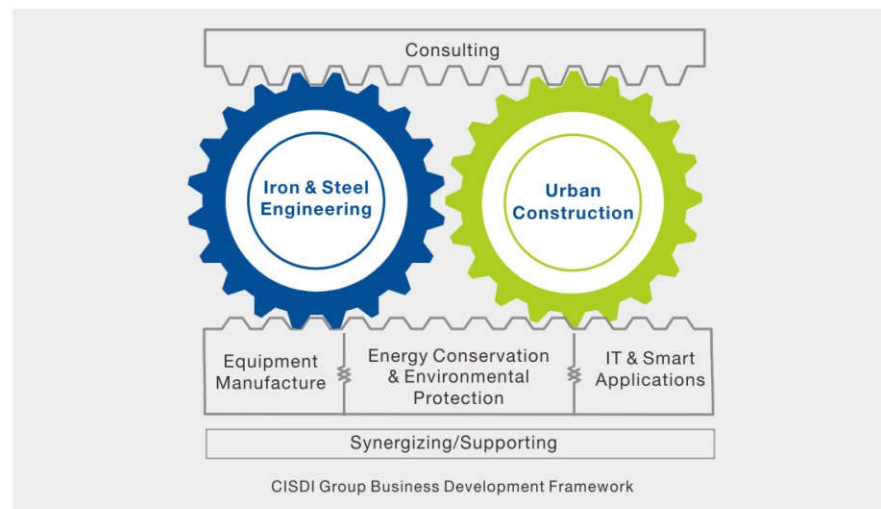 Consulting
Iron & Steel
Engineering
Urban
Construction
Equipment
Manufacture
Energy Conservation
& Environmental
Protection
IT & Smart
Applications
Synergizing/Supporting
CISDI Group Business Development Framework